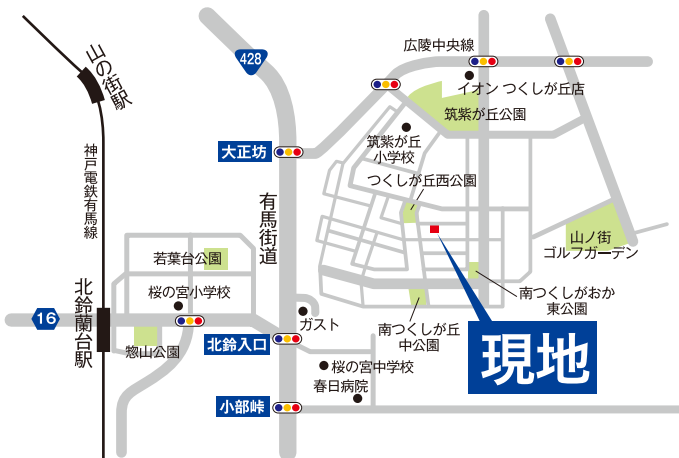 428
広陵中央線
山の街駅
イオン つくしが丘店
筑紫が丘公園
大正坊
筑紫が丘
小学校
神戸電鉄有馬線
つくしが丘西公園
有馬街道
山ノ街
ゴルフガーデン
若葉台公園
北鈴蘭台駅
桜の宮小学校
南つくしがおか
東公園
16
ガスト
南つくしが丘
中公園
惣山公園
北鈴入口
現地
桜の宮中学校
春日病院
小部峠